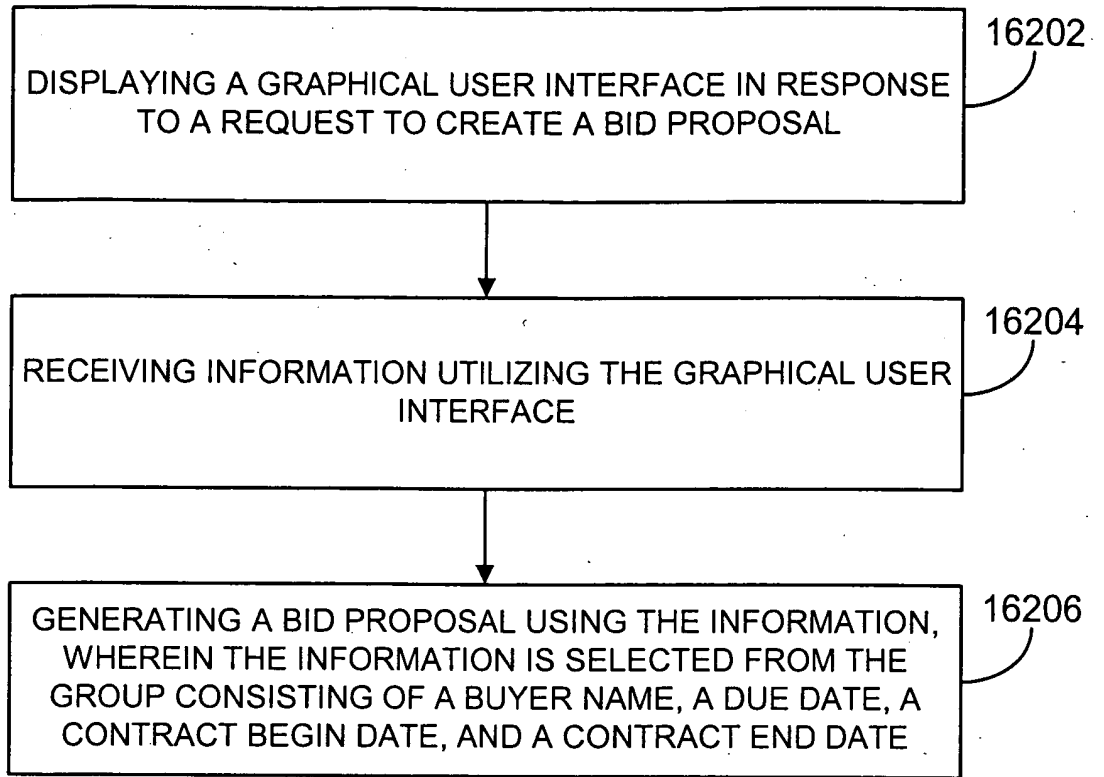 16202
DISPLAYING A GRAPHICAL USER INTERFACE IN RESPONSE
TO A REQUEST TO CREATE A BID PROPOSAL
16204
RECEIVING INFORMATION UTILIZING THE GRAPHICAL USER
INTERFACE
16206
GENERATING A BID PROPOSAL USING THE INFORMATION,
WHEREIN THE INFORMATION IS SELECTED FROM THE
GROUP CONSISTING OF A BUYER NAME, A DUE DATE, A
CONTRACT BEGIN DATE, AND A CONTRACT END DATE